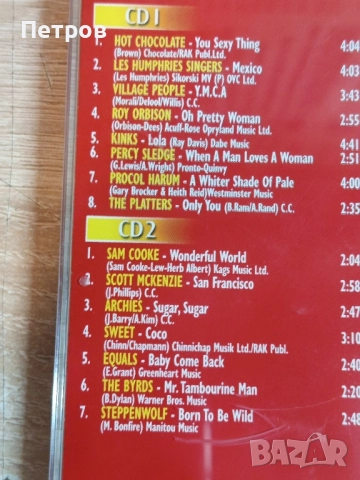 Петров
CD 1
1. HOT CHOCOLATE - You Sexy Thing 4:04
(Brown) Chocolate/RAK Publ.Ltd.
2. LES HUMPHRIES SINGERS - Mexico 4:03
(Les Humphries) Sikorski MV (P) OYC Ltd.
3. VILLAGE PEOPLE - Y.M.C.A 3:43
(Morali/Delool/Willis) C.C.
4. ROY ORBISON - Oh Pretty Woman 2:55
(Orbison-Dees) Acuff-Rose Opryland Music Ltd.
5. KINKS - Lola (Ray Davis) Dabe Music 4:41
6. PERCY SLEDGE - When A Man Loves A Woman 2:51
(G.Lewis/A.Wright) Pronto-Quinvy
7. PROCOL HARUM - A Whiter Shade Of Pale 4:00
(Gary Brocker & Heith Reid)Westminster Music
8. THE PLATTERS - Only You (B.Ram/A.Rand) C.C. 2:
CD 2
1. SAM COOKE - Wonderful World 2:0
(Sam Cooke-Lew-Herb Albert) Kags Music Ltd.
2. SCOTT MCKENZIE - San Francisco 2:58
(J.Phillips) C.C.
3. ARCHIES - Sugar, Sugar 2:47
(J.Barry/A.Kim) C.C.
4. SWEET - Coco 3:10
(Chinn/Chapmann) Chinnichap Musik Ltd./RAK Publ.
5. EQUALS - Baby Come Back 2:40
(E.Grant) Greenheart Music
6. THE BYRDS - Mr. Tambourine Man 2:20
(B.Dylan) Warner Bros. Music
7 STEPPENWOLF - Born To Be Wild 2:48
(M. Bonfire) Manitou Music
BAZAR